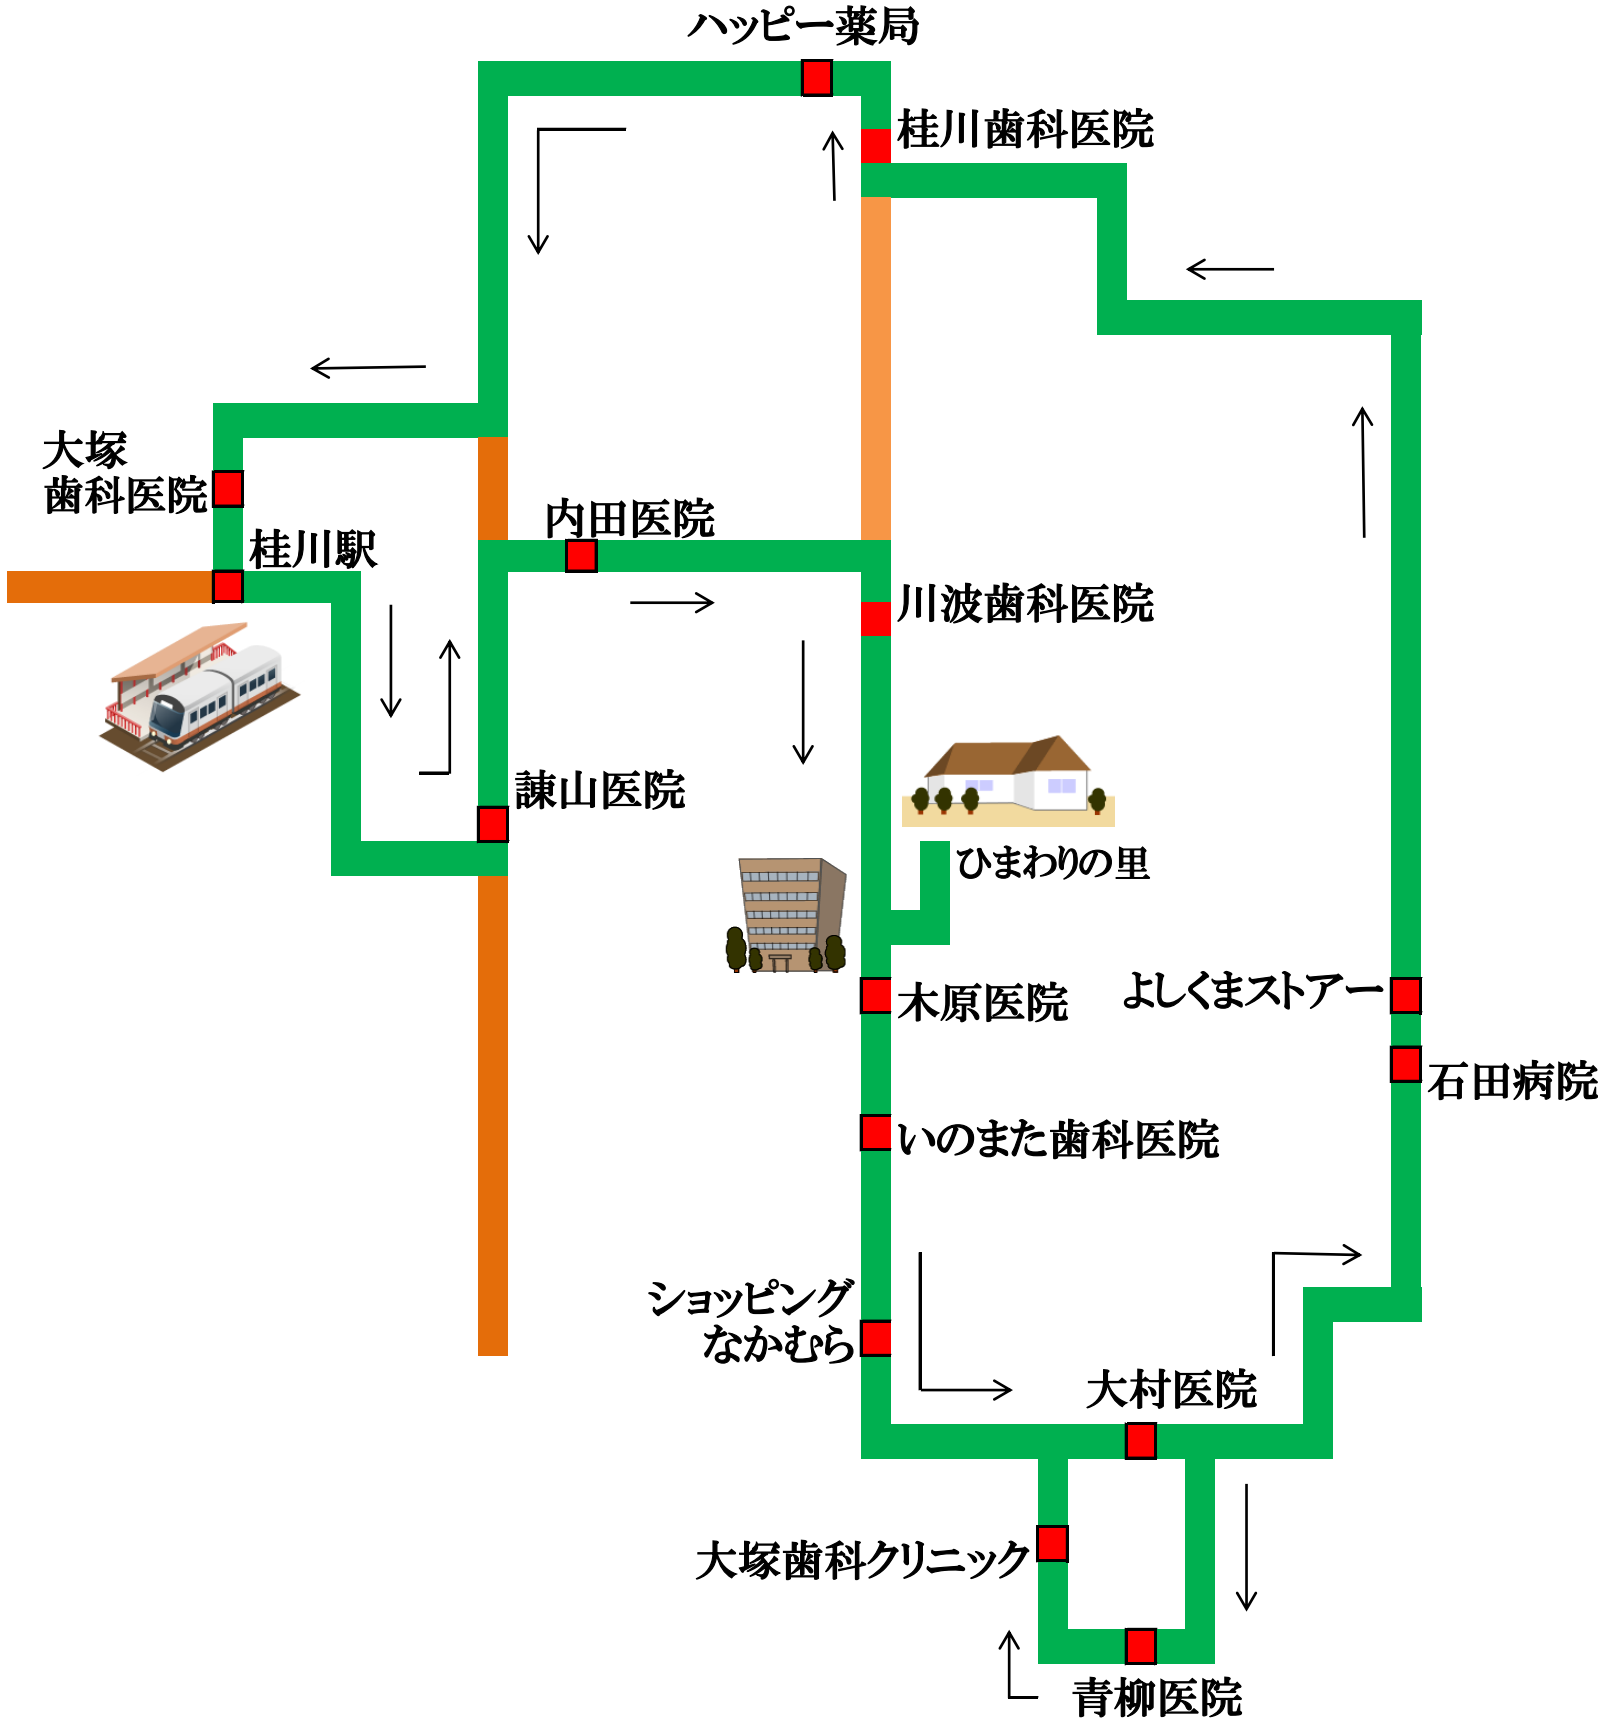 ハッピー薬局
桂川歯科医院
大塚
歯科医院
桂川駅
内田医院
川波歯科医院
諌山医院
ひまわりの里
木原医院
よしくまストアー
石田病院
いのまた歯科医院
ショッピング
なかむら
大村医院
大塚歯科クリニック
青柳医院